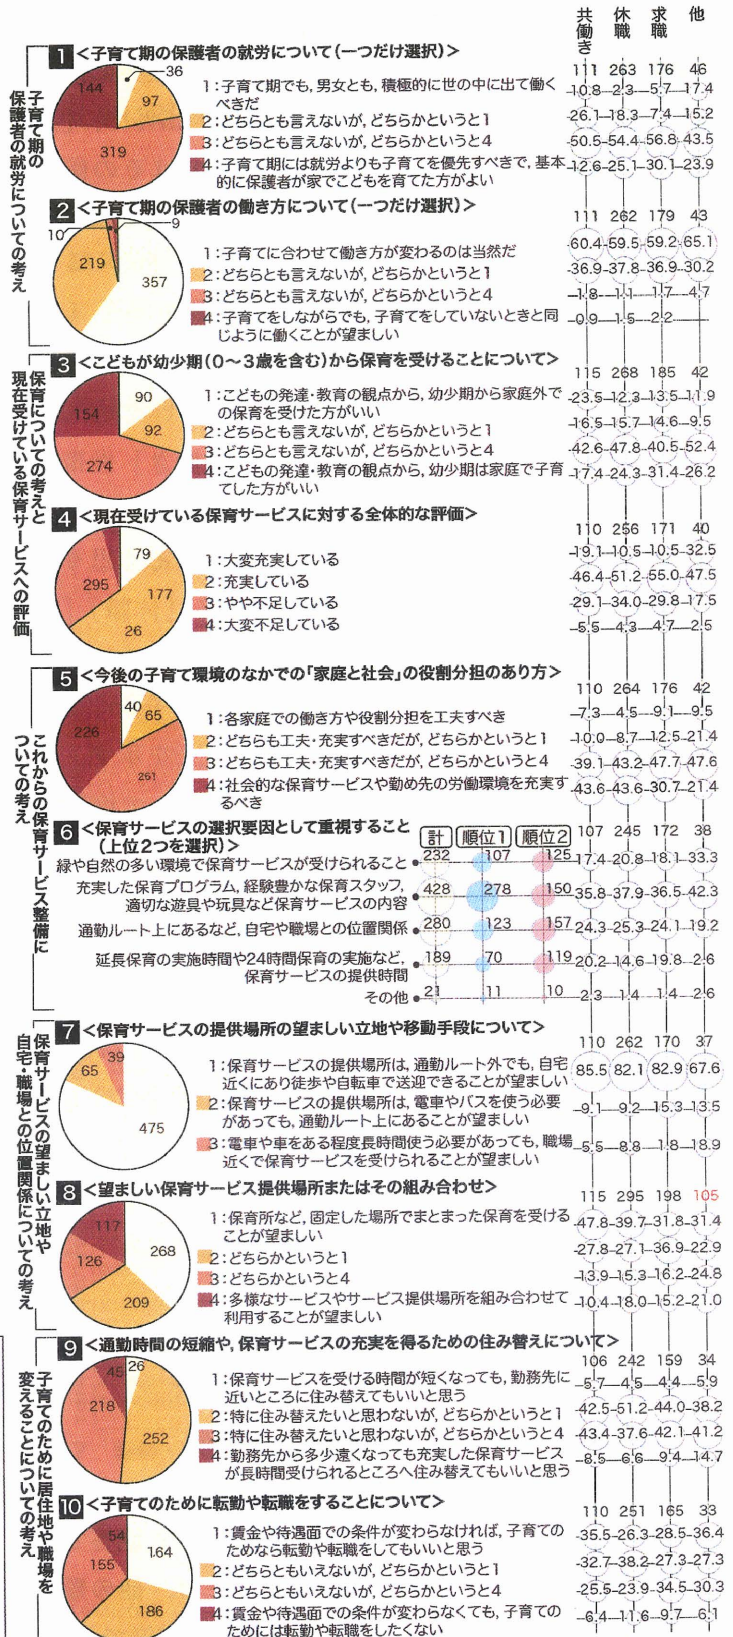 共働き 休職 求職 他
子育て期の保護者の就労についての考え
1 <子育て期の保護者の就労について(一つだけ選択)>
111 263 176 46
36
97
319
144
1:子育て期でも,男女とも,積極的に世の中に出て働く
べきだ
10.8 2.3 5.7 17.4
2:どちらとも言えないが,どちらかというと1
26.1 18.3 7.4 15.2
3:どちらとも言えないが,どちらかというと4
50.5 54.4 56.8 43.5
4:子育て期には就労よりも子育てを優先すべきで,基本
的に保護者が家でこどもを育てた方がよい
12.6 25.1 30.1 23.9
2 <子育て期の保護者の働き方について(一つだけ選択)>
111 262 179 43
10
9
219
357
1:子育てに合わせて働き方が変わるのは当然だ
60.4 59.5 59.2 65.1
2:どちらとも言えないが,どちらかというと1
36.9 37.8 36.9 30.2
3:どちらとも言えないが,どちらかというと4
1.8 1.1 1.7 4.7
4:子育てをしながらでも,子育てをしていないときと同
じように働くことが望ましい
0.9 1.5 2.2
保育についての考えと
現在受けている保育サービスへの評価
3 <こどもが幼少期(0〜3歳を含む)から保育を受けることについて>
115 268 185 42
90
92
274
154
1:こどもの発達・教育の観点から,幼少期から家庭外で
の保育を受けた方がいい
23.5 12.3 13.5 11.9
2:どちらとも言えないが,どちらかというと1
16.5 15.7 14.6 9.5
3:どちらとも言えないが,どちらかというと4
42.6 47.8 40.5 52.4
4:こどもの発達・教育の観点から,幼少期は家庭で子育
てした方がいい
17.4 24.3 31.4 26.2
4 <現在受けている保育サービスに対する全体的な評価>
110 256 171 40
79
177
295
26
1:大変充実している
19.1 10.5 10.5 32.5
2:充実している
46.4 51.2 55.0 47.5
3:やや不足している
29.1 34.0 29.8 17.5
4:大変不足している
5.5 4.3 4.7 2.5
これからの保育サービス整備に
ついての考え
5 <今後の子育て環境のなかでの「家庭と社会」の役割分担のあり方>
110 264 176 42
40
65
261
226
1:各家庭での働き方や役割分担を工夫すべき
7.3 4.5 9.1 9.5
2:どちらも工夫・充実すべきだが,どちらかというと1
10.0 8.7 12.5 21.4
3:どちらも工夫・充実すべきだが,どちらかというと4
39.1 43.2 47.7 47.6
4:社会的な保育サービスや勤め先の労働環境を充実す
るべき
43.6 43.6 30.7 21.4
6 <保育サービスの選択要因として重視すること
(上位2つを選択)>
計 順位1 順位2
107 245 172 38
緑や自然の多い環境で保育サービスが受けられること
232 107 125 17.4 20.8 18.1 33.3
充実した保育プログラム,経験豊かな保育スタッフ,
適切な遊具や玩具など保育サービスの内容
428 278 150 35.8 37.9 36.5 42.3
通勤ルート上にあるなど,自宅や職場との位置関係
280 123 157 24.3 25.3 24.1 19.2
延長保育の実施時間や24時間保育の実施など,
保育サービスの提供時間
189 70 119 20.2 14.6 19.8 2.6
その他
21 11 10 2.3 1.4 1.4 2.6
保育サービスの望ましい立地や
自宅・職場との位置関係についての考え
7 <保育サービスの提供場所の望ましい立地や移動手段について>
110 262 170 37
39
65
475
1:保育サービスの提供場所は,通勤ルート外でも,自宅
近くにあり徒歩や自転車で送迎できることが望ましい
85.5 82.1 82.9 67.6
2:保育サービスの提供場所は,電車やバスを使う必要
があっても,通勤ルート上にあることが望ましい
9.1 9.2 15.3 13.5
3:電車や車をある程度長時間使う必要があっても,職場
近くで保育サービスを受けられることが望ましい
5.5 8.8 1.8 18.9
8 <望ましい保育サービス提供場所またはその組み合わせ>
115 295 198 105
117
268
126
209
1:保育所など,固定した場所でまとまった保育を受ける
ことが望ましい
47.8 39.7 31.8 31.4
2:どちらかというと1
27.8 27.1 36.9 22.9
3:どちらかというと4
13.9 15.3 16.2 24.8
4:多様なサービスやサービス提供場所を組み合わせて
利用することが望ましい
10.4 18.0 15.2 21.0
子育てのために居住地や職場を
変えることについての考え
9 <通勤時間の短縮や,保育サービスの充実を得るための住み替えについて>
106 242 159 34
45
26
218
252
1:保育サービスを受ける時間が短くなっても,勤務先に
近いところに住み替えてもいいと思う
5.7 4.5 4.4 5.9
2:特に住み替えたいと思わないが,どちらかというと1
42.5 51.2 44.0 38.2
3:特に住み替えたいと思わないが,どちらかというと4
43.4 37.6 42.1 41.2
4:勤務先から多少遠くなっても充実した保育サービス
が長時間受けられるところへ住み替えてもいいと思う
8.5 6.6 9.4 14.7
10 <子育てのために転勤や転職をすることについて>
110 251 165 33
54
164
155
186
1:賃金や待遇面での条件が変わらなければ,子育ての
ためなら転勤や転職をしてもいいと思う
35.5 26.3 28.5 36.4
2:どちらともいえないが,どちらかというと1
32.7 38.2 27.3 27.3
3:どちらともいえないが,どちらかというと4
25.5 23.9 34.5 30.3
4:賃金や待遇面での条件が変わらなくても,子育ての
ためには転勤や転職をしたくない
6.4 11.6 9.7 6.1